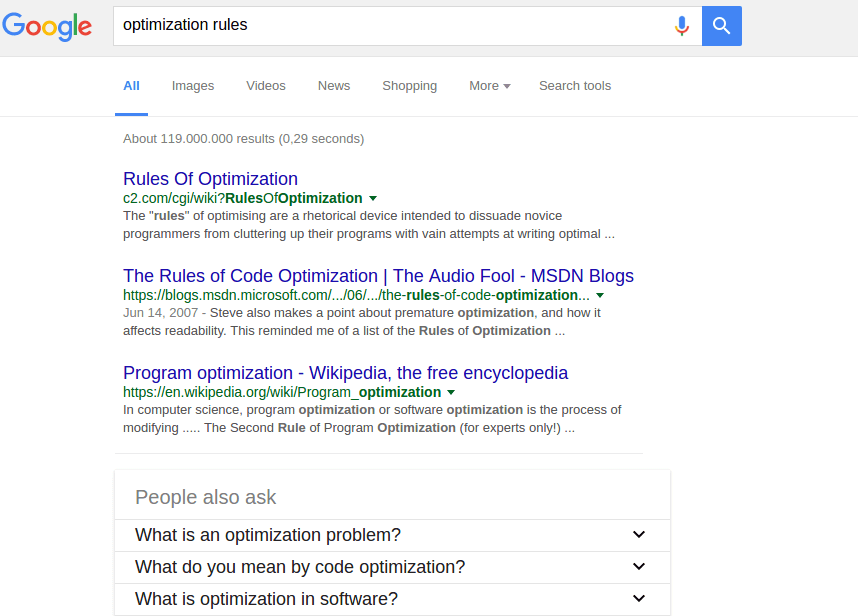 Google
optimization rules
All Images Videos News Shopping More Search tools
About 119.000.000 results (0,29 seconds)
Rules Of Optimization
c2.com/cgi/wiki?RulesOfOptimization
The "rules" of optimising are a rhetorical device intended to dissuade novice
programmers from cluttering up their programs with vain attempts at writing optimal ...
The Rules of Code Optimization | The Audio Fool - MSDN Blogs
https://blogs.msdn.microsoft.com/.../06/.../the-rules-of-code-optimization...
Jun 14, 2007 - Steve also makes a point about premature optimization, and how it
affects readability. This reminded me of a list of the Rules of Optimization ...
Program optimization - Wikipedia, the free encyclopedia
https://en.wikipedia.org/wiki/Program_optimization
In computer science, program optimization or software optimization is the process of
modifying ..... The Second Rule of Program Optimization (for experts only!) ...
People also ask
What is an optimization problem?
What do you mean by code optimization?
What is optimization in software?